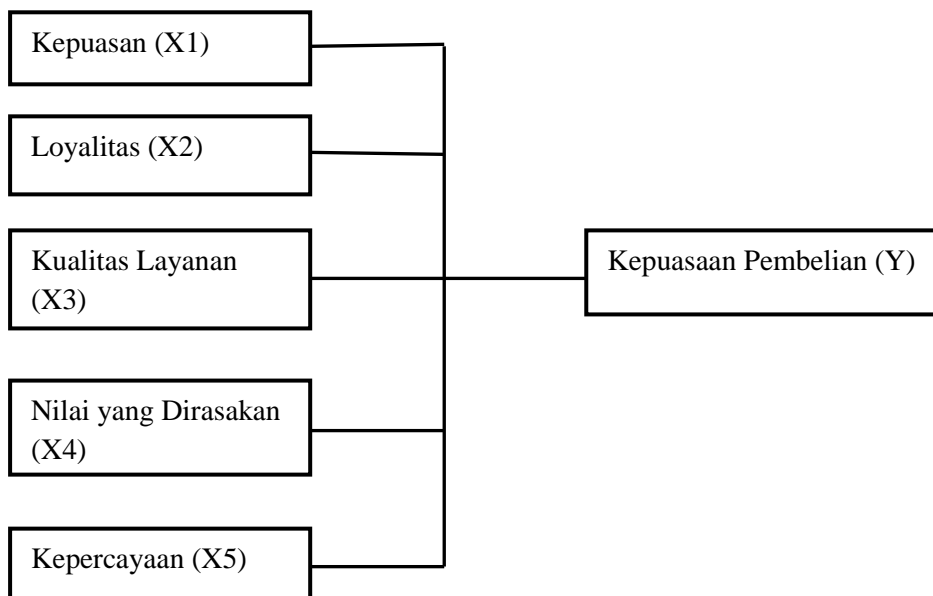 Kepuasan (X1)
Loyalitas (X2)
Kualitas Layanan
(X3)
Kepuasaan Pembelian (Y)
Nilai yang Dirasakan
(X4)
Kepercayaan (X5)